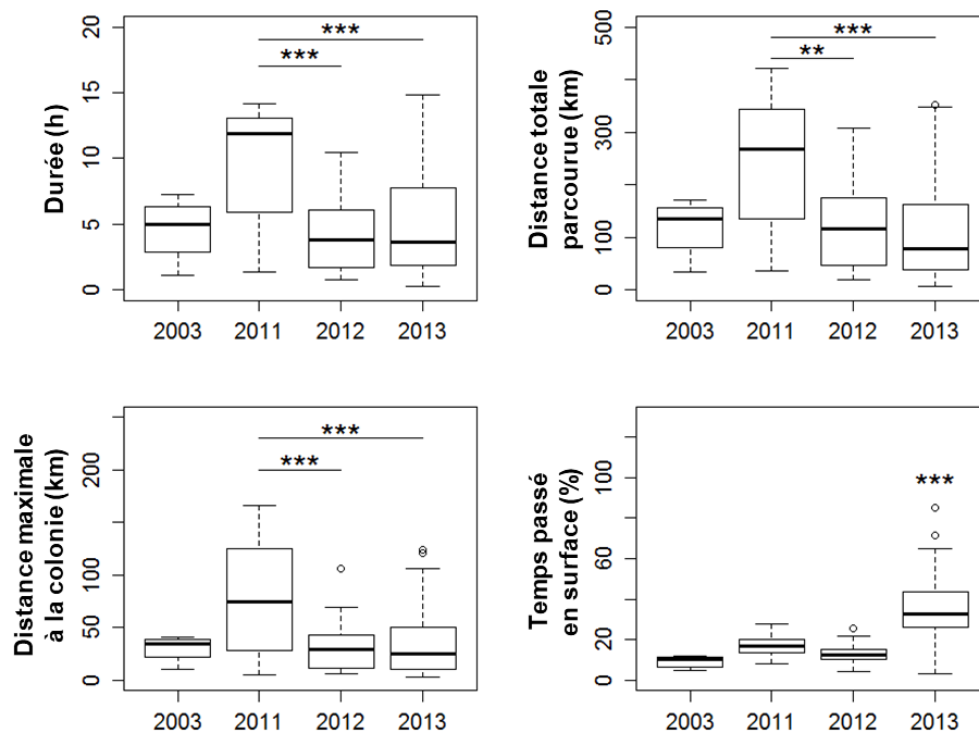 Durée (h)
20
15
10
5
0
***
***
2003 2011 2012 2013
Distance totale
parcourue (km)
500
300
100
0
***
**
2003 2011 2012 2013
Distance maximale
à la colonie (km)
200
100
50
0
***
***
2003 2011 2012 2013
Temps passé
en surface (%)
100
60
20
0
***
2003 2011 2012 2013